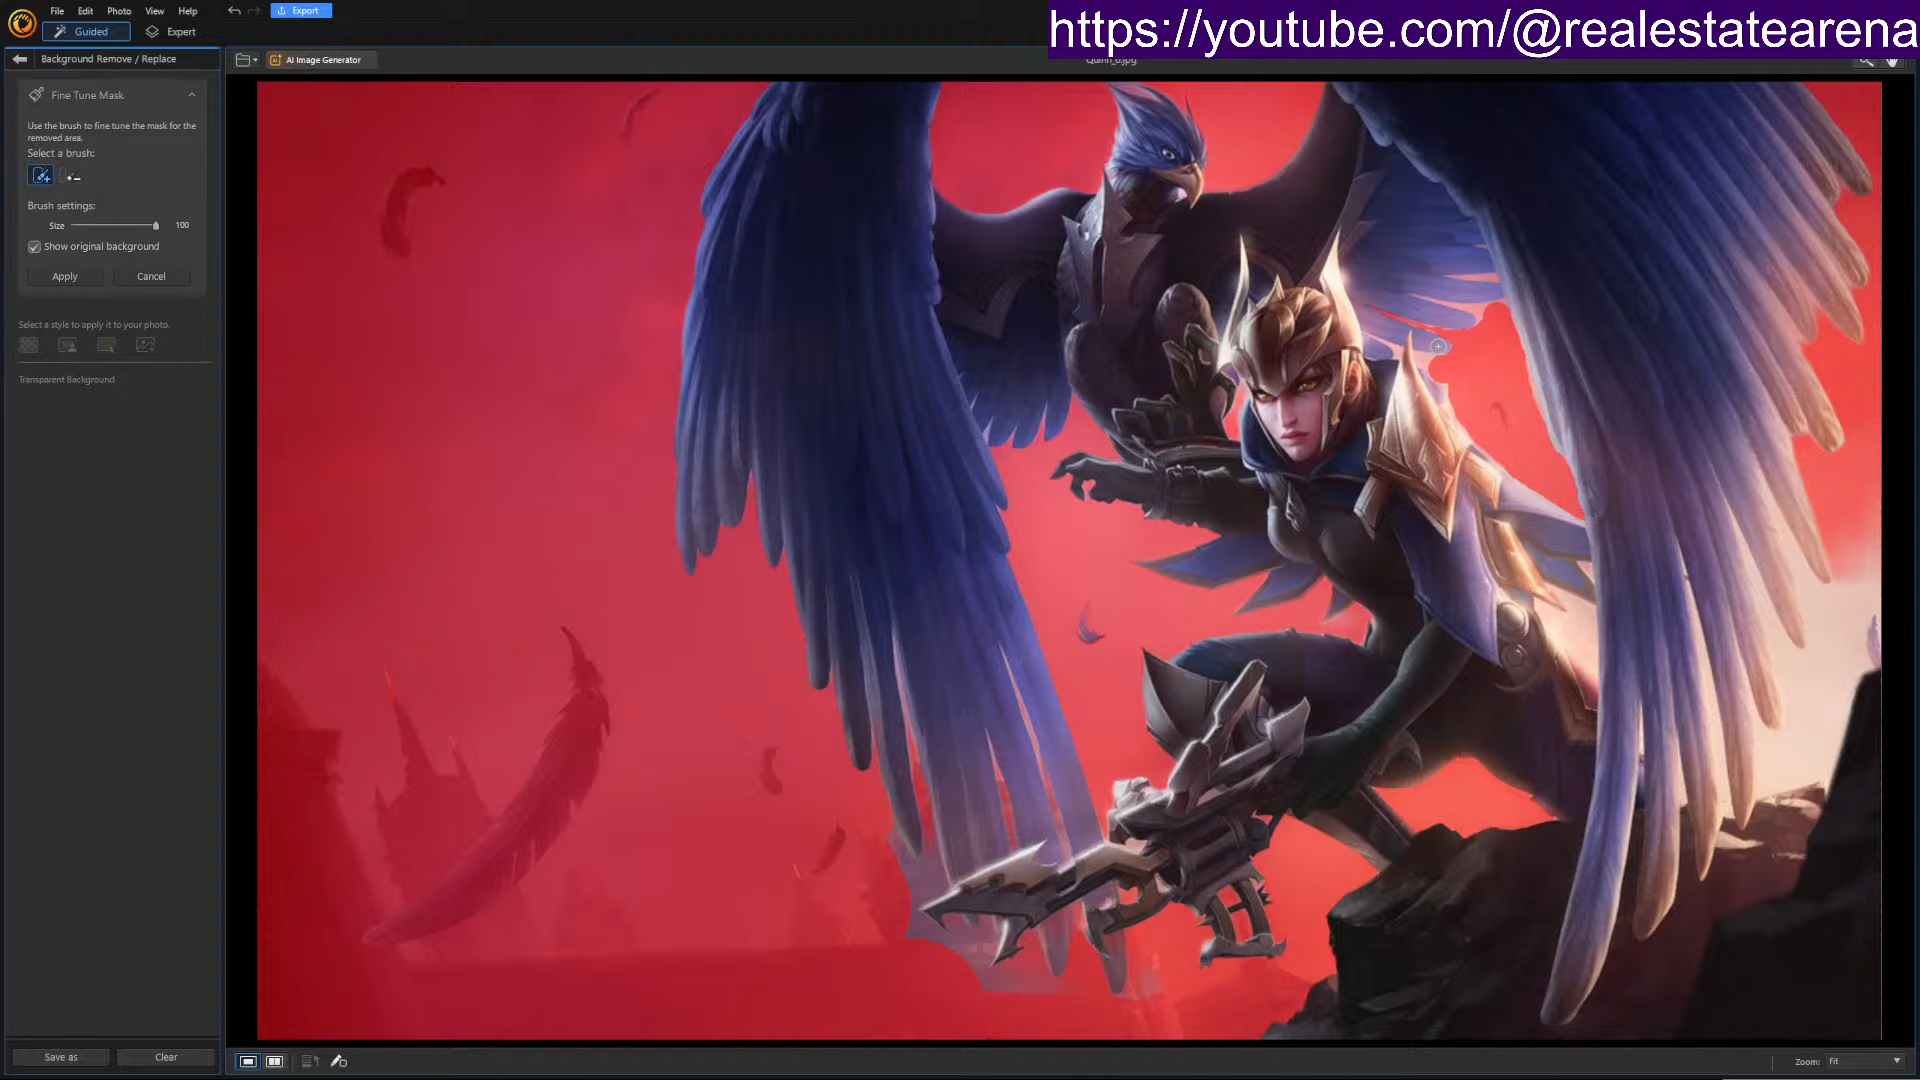 File Edit Photo View Help
Export
https://youtube.com/@realestatearena
Guided
Expert
Background Remove / Replace
AI Image Generator
Quinn_0.jpg
Fine Tune Mask
Use the brush to fine tune the mask for the
removed area.
Select a brush:
Brush settings:
Size 100
Show original background
Apply Cancel
Select a style to apply it to your photo.
Transparent Background
Save as Clear
Zoom: Fit